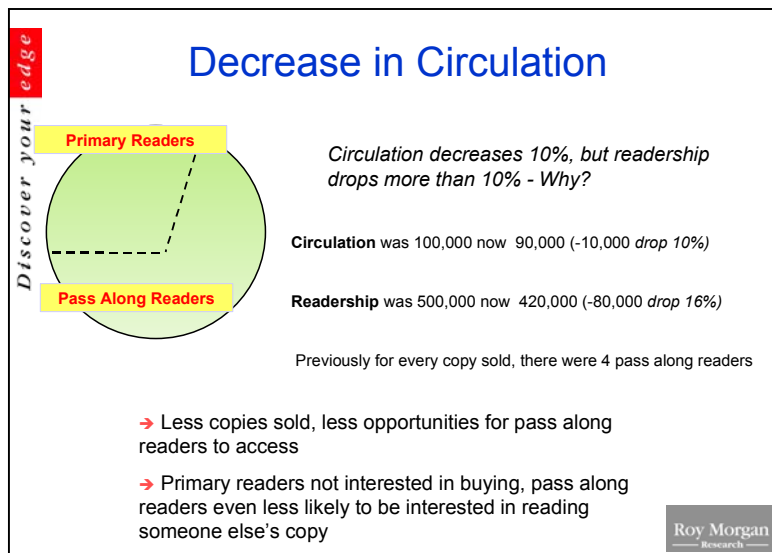 Discover your edge
Decrease in Circulation
Primary Readers
Pass Along Readers
Circulation decreases 10%, but readership
drops more than 10% - Why?
Circulation was 100,000 now 90,000 (-10,000 drop 10%)
Readership was 500,000 now 420,000 (-80,000 drop 16%)
Previously for every copy sold, there were 4 pass along readers
➔ Less copies sold, less opportunities for pass along
readers to access
➔ Primary readers not interested in buying, pass along
readers even less likely to be interested in reading
someone else's copy
Roy Morgan
Research